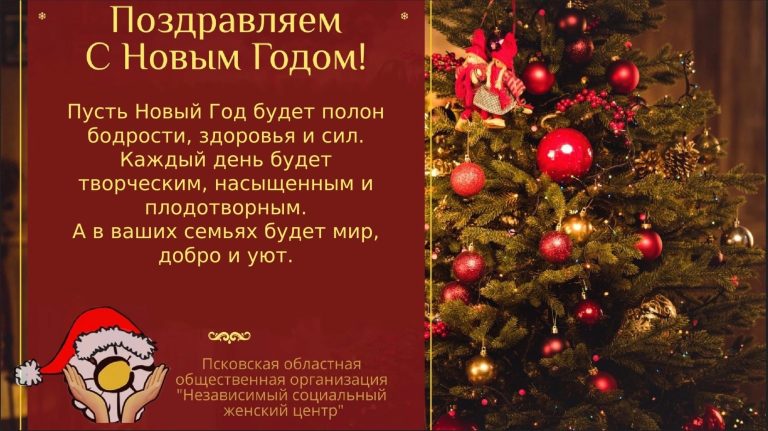 Поздравляем
С Новым Годом!
Пусть Новый Год будет полон
бодрости, здоровья и сил.
Каждый день будет
творческим, насыщенным и
плодотворным.
А в ваших семьях будет мир,
добро и уют.
Псковская областная
общественная организация
"Независимый социальный
женский центр"